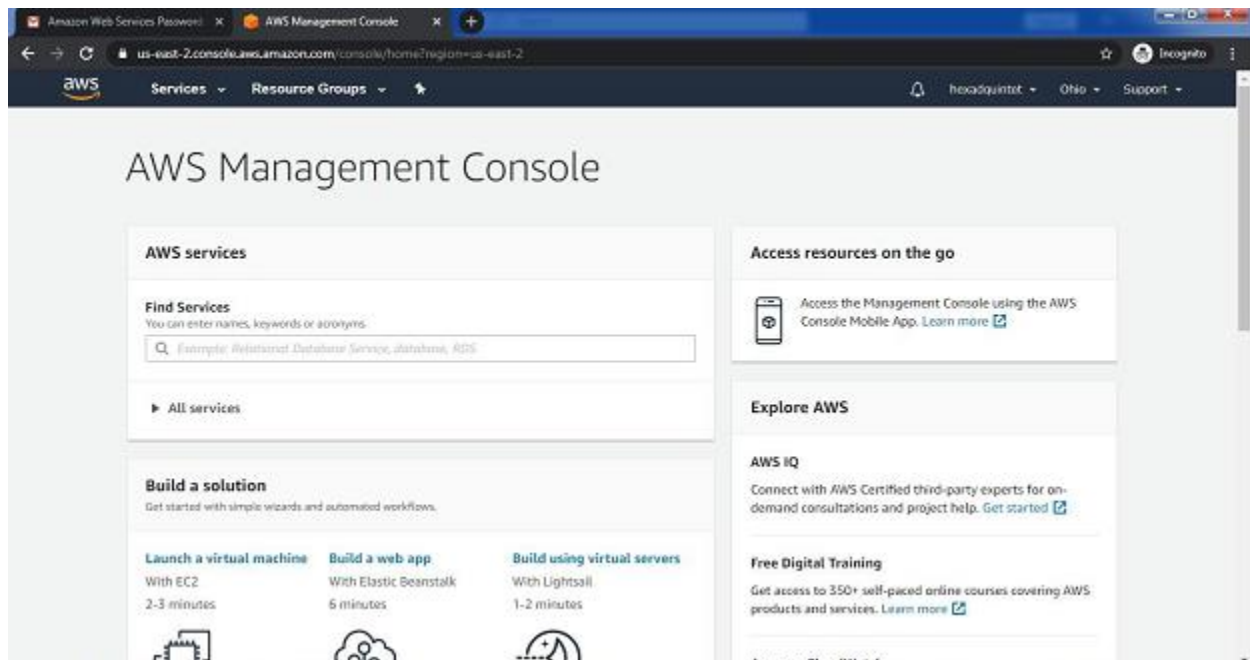 Amazon Web Services Password
AWS Management Console
us-east-2.console.aws.amazon.com/console/home?region=us-east-2
Incognito
aws
Services
Resource Groups
hexadquintet
Ohio
Support
AWS Management Console
AWS services
Find Services
You can enter names, keywords or acronyms.
Example: Relational Database Service, database, RDS
All services
Build a solution
Get started with simple wizards and automated workflows.
Launch a virtual machine
With EC2
2-3 minutes
Build a web app
With Elastic Beanstalk
6 minutes
Build using virtual servers
With Lightsail
1-2 minutes
Access resources on the go
Access the Management Console using the AWS
Console Mobile App. Learn more
Explore AWS
AWS IQ
Connect with AWS Certified third-party experts for on-
demand consultations and project help. Get started
Free Digital Training
Get access to 350+ self-paced online courses covering AWS
products and services. Learn more